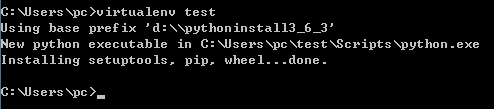 C:\Users\pc>virtualenv test
Using base prefix 'd:\\pythoninstall3_6_3'
New python executable in C:\Users\pc\test\Scripts\python.exe
Installing setuptools, pip, wheel...done.
C:\Users\pc>_